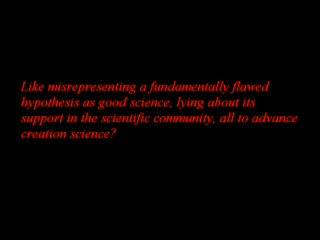 Like misrepresenting a fundamentally flawed
hypothesis as good science, lying about its
support in the scientific community, all to advance
creation science?